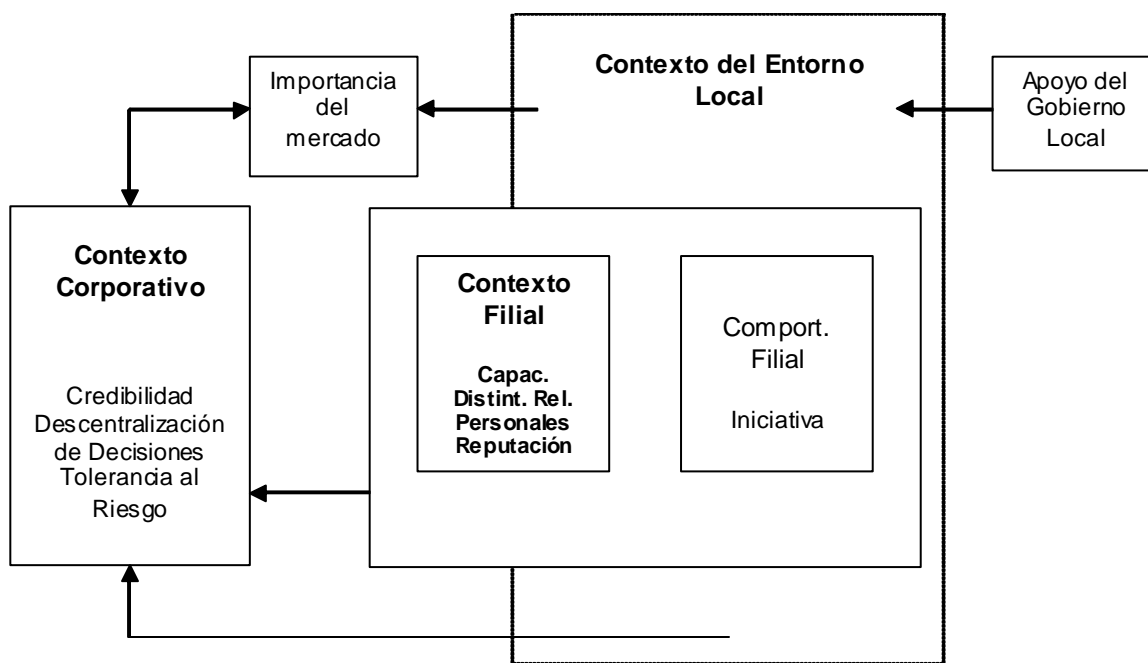 Importancia
del
mercado
Contexto del Entorno
Local
Apoyo del
Gobierno
Local
Contexto
Corporativo
Credibilidad
Descentralización
de Decisiones
Tolerancia al
Riesgo
Contexto
Filial
Capac.
Distint. Rel.
Personales
Reputación
Comport.
Filial
Iniciativa